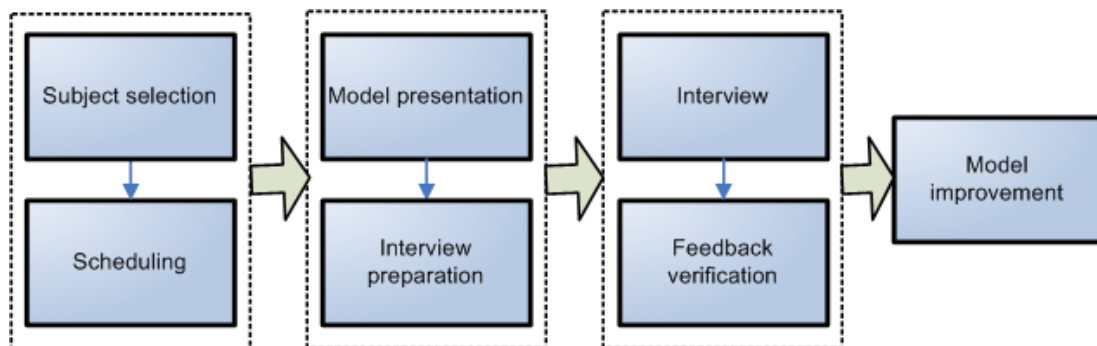 Subject selection
Scheduling
Model presentation
Interview
preparation
Interview
Feedback
verification
Model
improvement